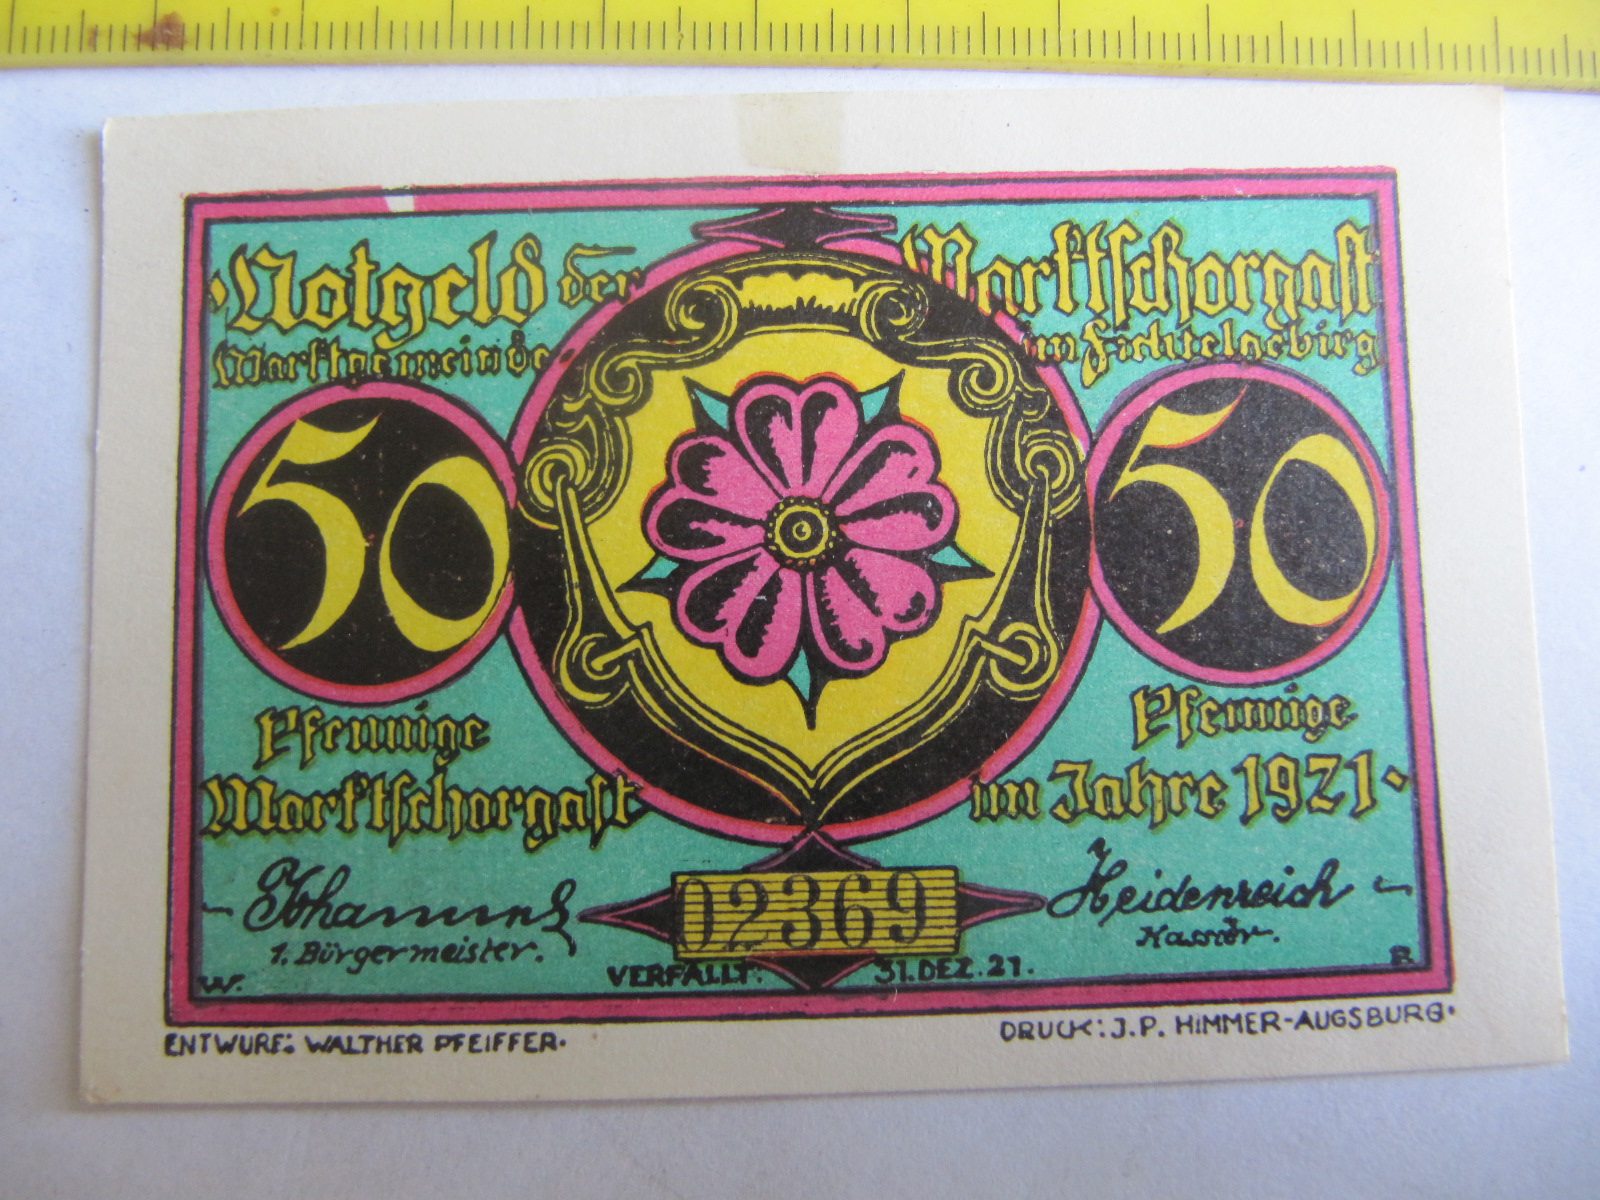 Notgeld der Marktschorgast
Marktgemeinde im Fichtelgebirg
50 50
Pfennige Pfennige
Marktschorgast im Jahre 1921.
Heidenreich
1. Bürgermeister. 02369 Kassier.
W. VERFÄLLT: 31.DEZ.21. P.
ENTWURF: WALTHER PFEIFFER. DRUCK: J.P. HIMMER-AUGSBURG.